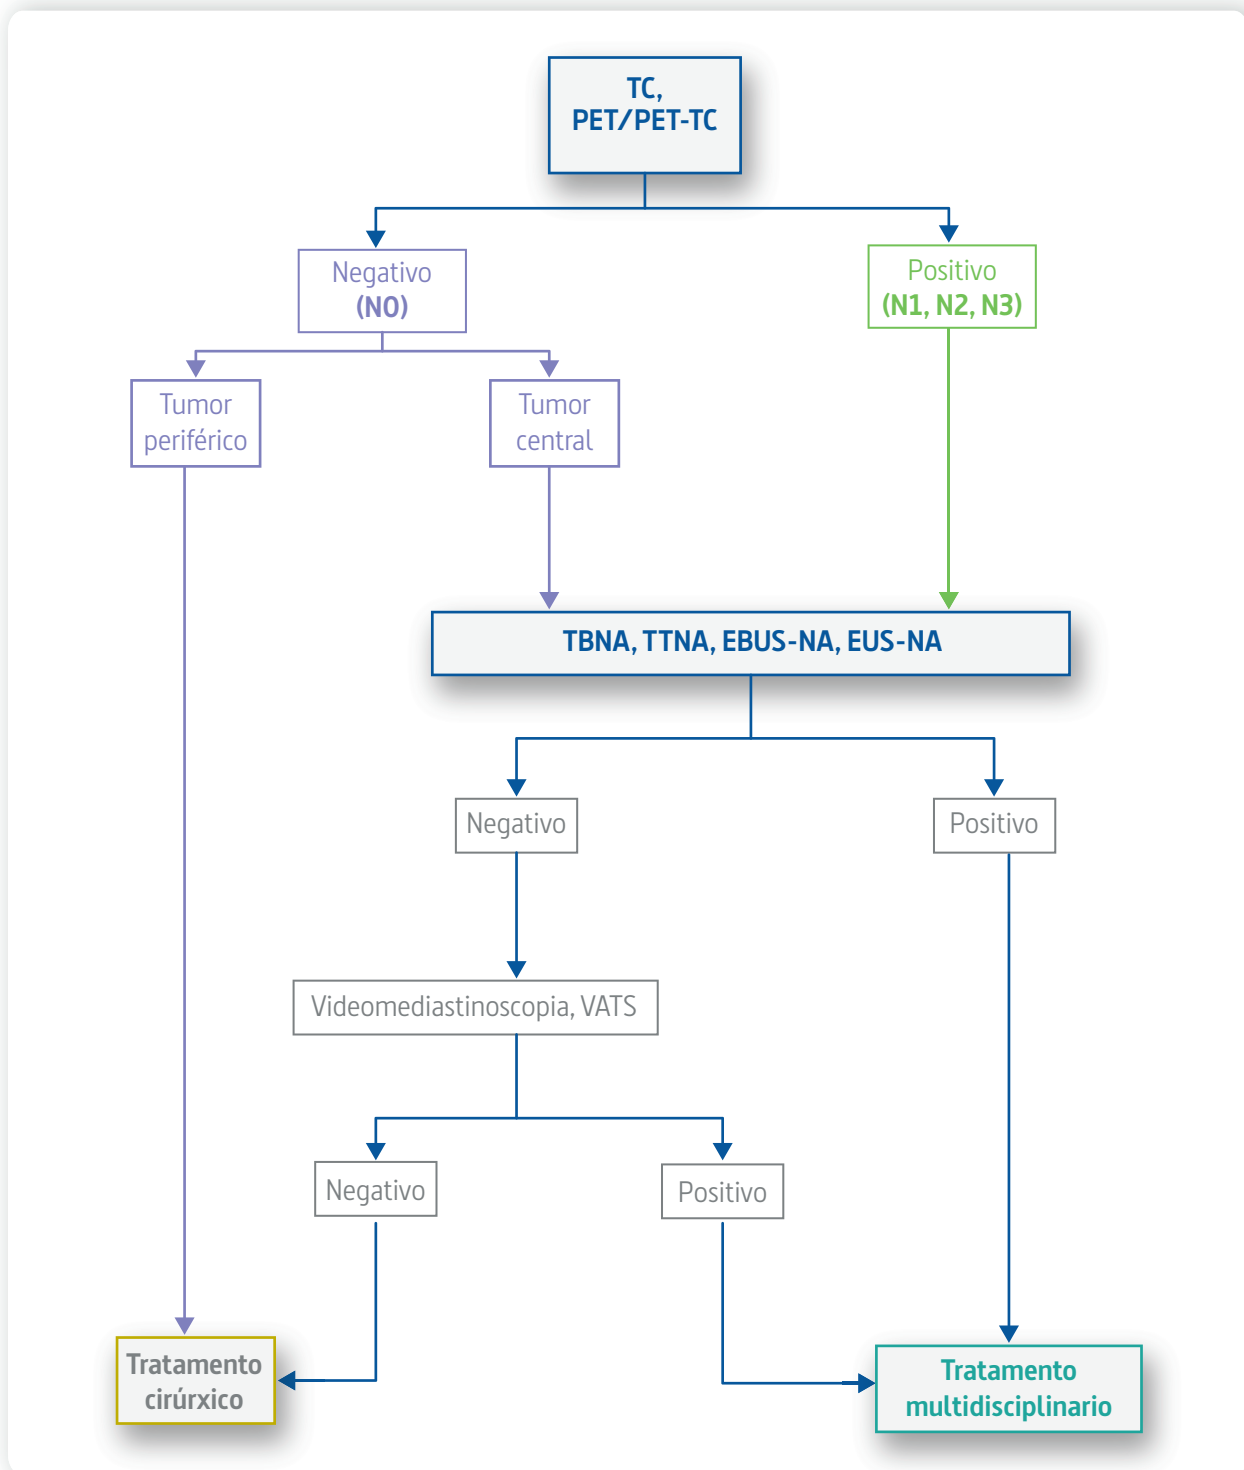 TC,
PET/PET-TC
Negativo
(N0)
Positivo
(N1, N2, N3)
Tumor
periférico
Tumor
central
TBNA, TTNA, EBUS-NA, EUS-NA
Negativo
Positivo
Videomediastinoscopia, VATS
Negativo
Positivo
Tratamento
cirúrxico
Tratamento
multidisciplinario